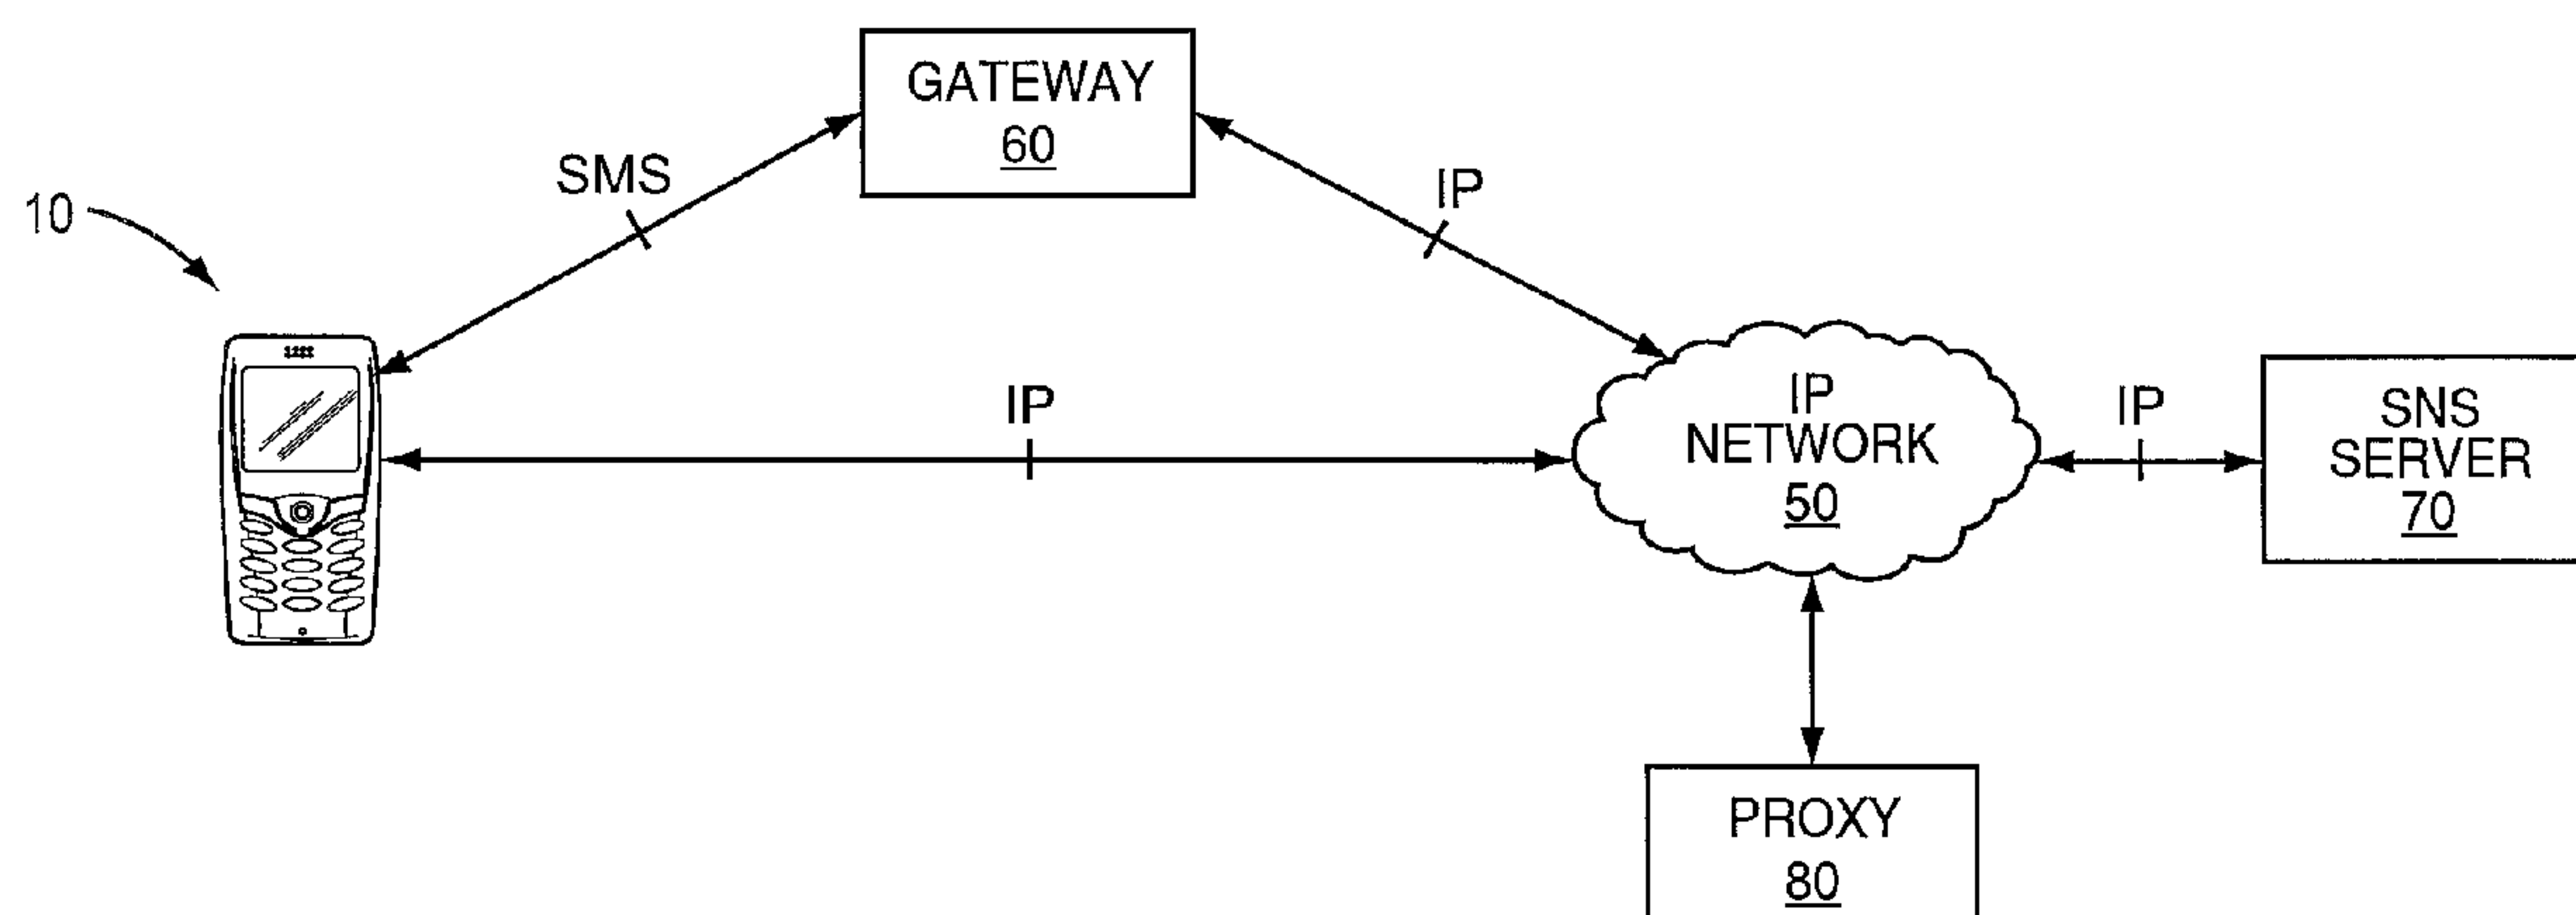 GATEWAY
60
SMS
IP
10
IP
IP
NETWORK
50
IP
SNS
SERVER
70
PROXY
80